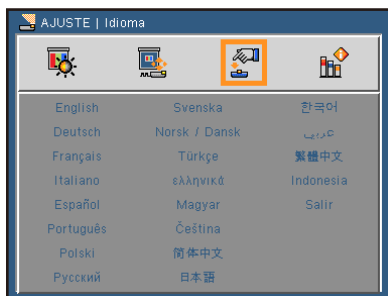 AJUSTE | Idioma
English Svenska 한국어
Deutsch Norsk / Dansk عربي
Français Türkçe 繁體中文
Italiano ελληνικά Indonesia
Español Magyar Salir
Português Čeština
Polski 简体中文
Русский 日本語